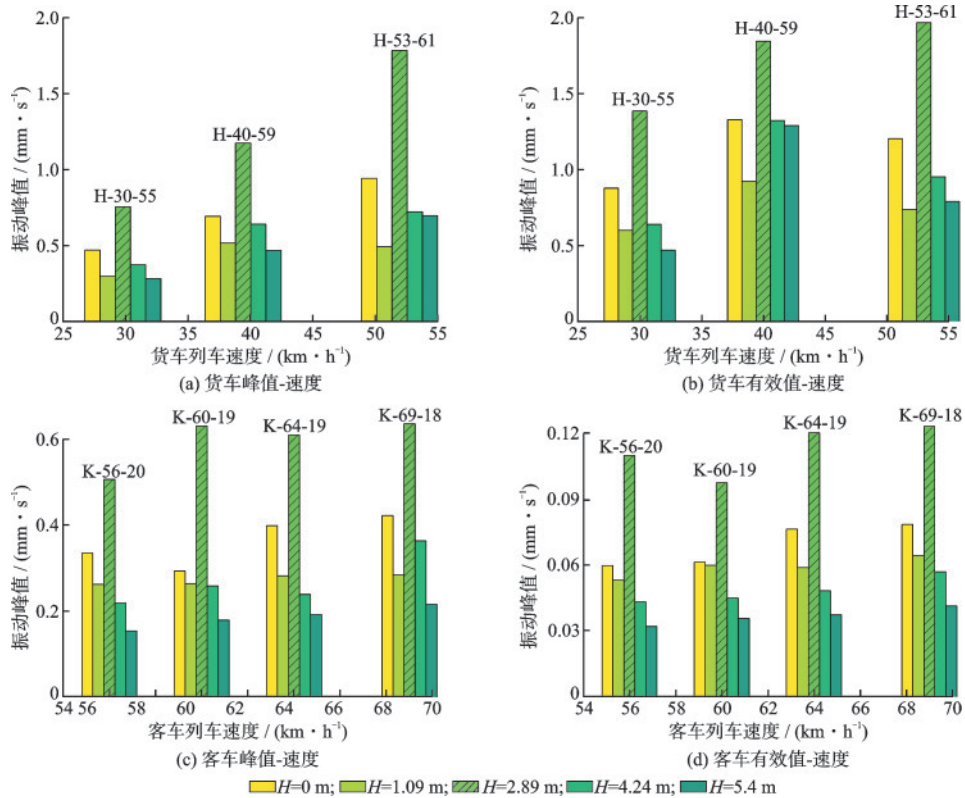 2.0
1.5
1.0
0.5
0
振动峰值 / (mm·s⁻¹)
H-30-55
H-40-59
H-53-61
25 30 35 40 45 50 55
货车列车速度 / (km·h⁻¹)
(a) 货车峰值-速度
2.0
1.5
1.0
0.5
0
振动峰值 / (mm·s⁻¹)
H-30-55
H-40-59
H-53-61
25 30 35 40 45 50 55
货车列车速度 / (km·h⁻¹)
(b) 货车有效值-速度
0.6
0.4
0.2
0
振动峰值 / (mm·s⁻¹)
K-56-20
K-60-19
K-64-19
K-69-18
54 56 58 60 62 64 66 68 70
客车列车速度 / (km·h⁻¹)
(c) 客车峰值-速度
0.12
0.09
0.06
0.03
0
振动峰值 / (mm·s⁻¹)
K-56-20
K-60-19
K-64-19
K-69-18
54 56 58 60 62 64 66 68 70
客车列车速度 / (km·h⁻¹)
(d) 客车有效值-速度
H=0 m; H=1.09 m; H=2.89 m; H=4.24 m; H=5.4 m